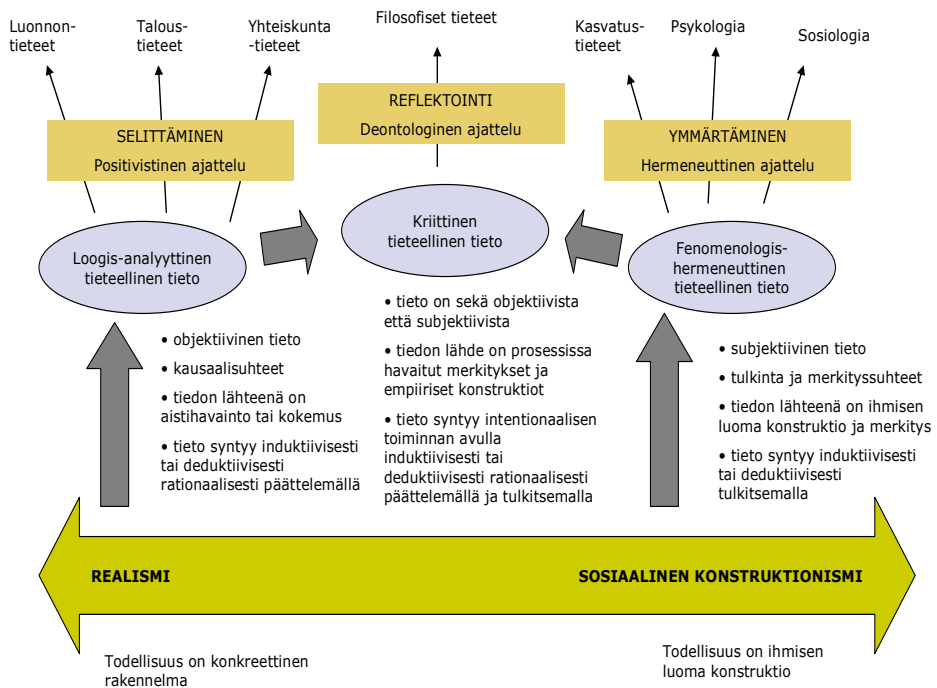 Luonnon-
tieteet
Talous-
tieteet
Yhteiskunta
-tieteet
Filosofiset tieteet
Kasvatus-
tieteet
Psykologia
Sosiologia
SELITTÄMINEN
Positivistinen ajattelu
REFLEKTOINTI
Deontologinen ajattelu
YMMÄRTÄMINEN
Hermeneuttinen ajattelu
Loogis-analyyttinen
tieteellinen tieto
Kriittinen
tieteellinen tieto
Fenomenologis-
hermeneuttinen
tieteellinen tieto
• objektiivinen tieto
• kausaalisuhteet
• tiedon lähteenä on
aistihavainto tai kokemus
• tieto syntyy induktiivisesti
tai deduktiivisesti
rationaalisesti päättelemällä
• tieto on sekä objektiivista
että subjektiivista
• tiedon lähde on prosessissa
havaitut merkitykset ja
empiiriset konstruktiot
• tieto syntyy intentionaalisen
toiminnan avulla
induktiivisesti tai
deduktiivisesti rationaalisesti
päättelemällä ja tulkitsemalla
• subjektiivinen tieto
• tulkinta ja merkityssuhteet
• tiedon lähteenä on ihmisen
luoma konstruktio ja merkitys
• tieto syntyy induktiivisesti
tai deduktiivisesti
tulkitsemalla
REALISMI
SOSIAALINEN KONSTRUKTIONISMI
Todellisuus on konkreettinen
rakennelma
Todellisuus on ihmisen
luoma konstruktio